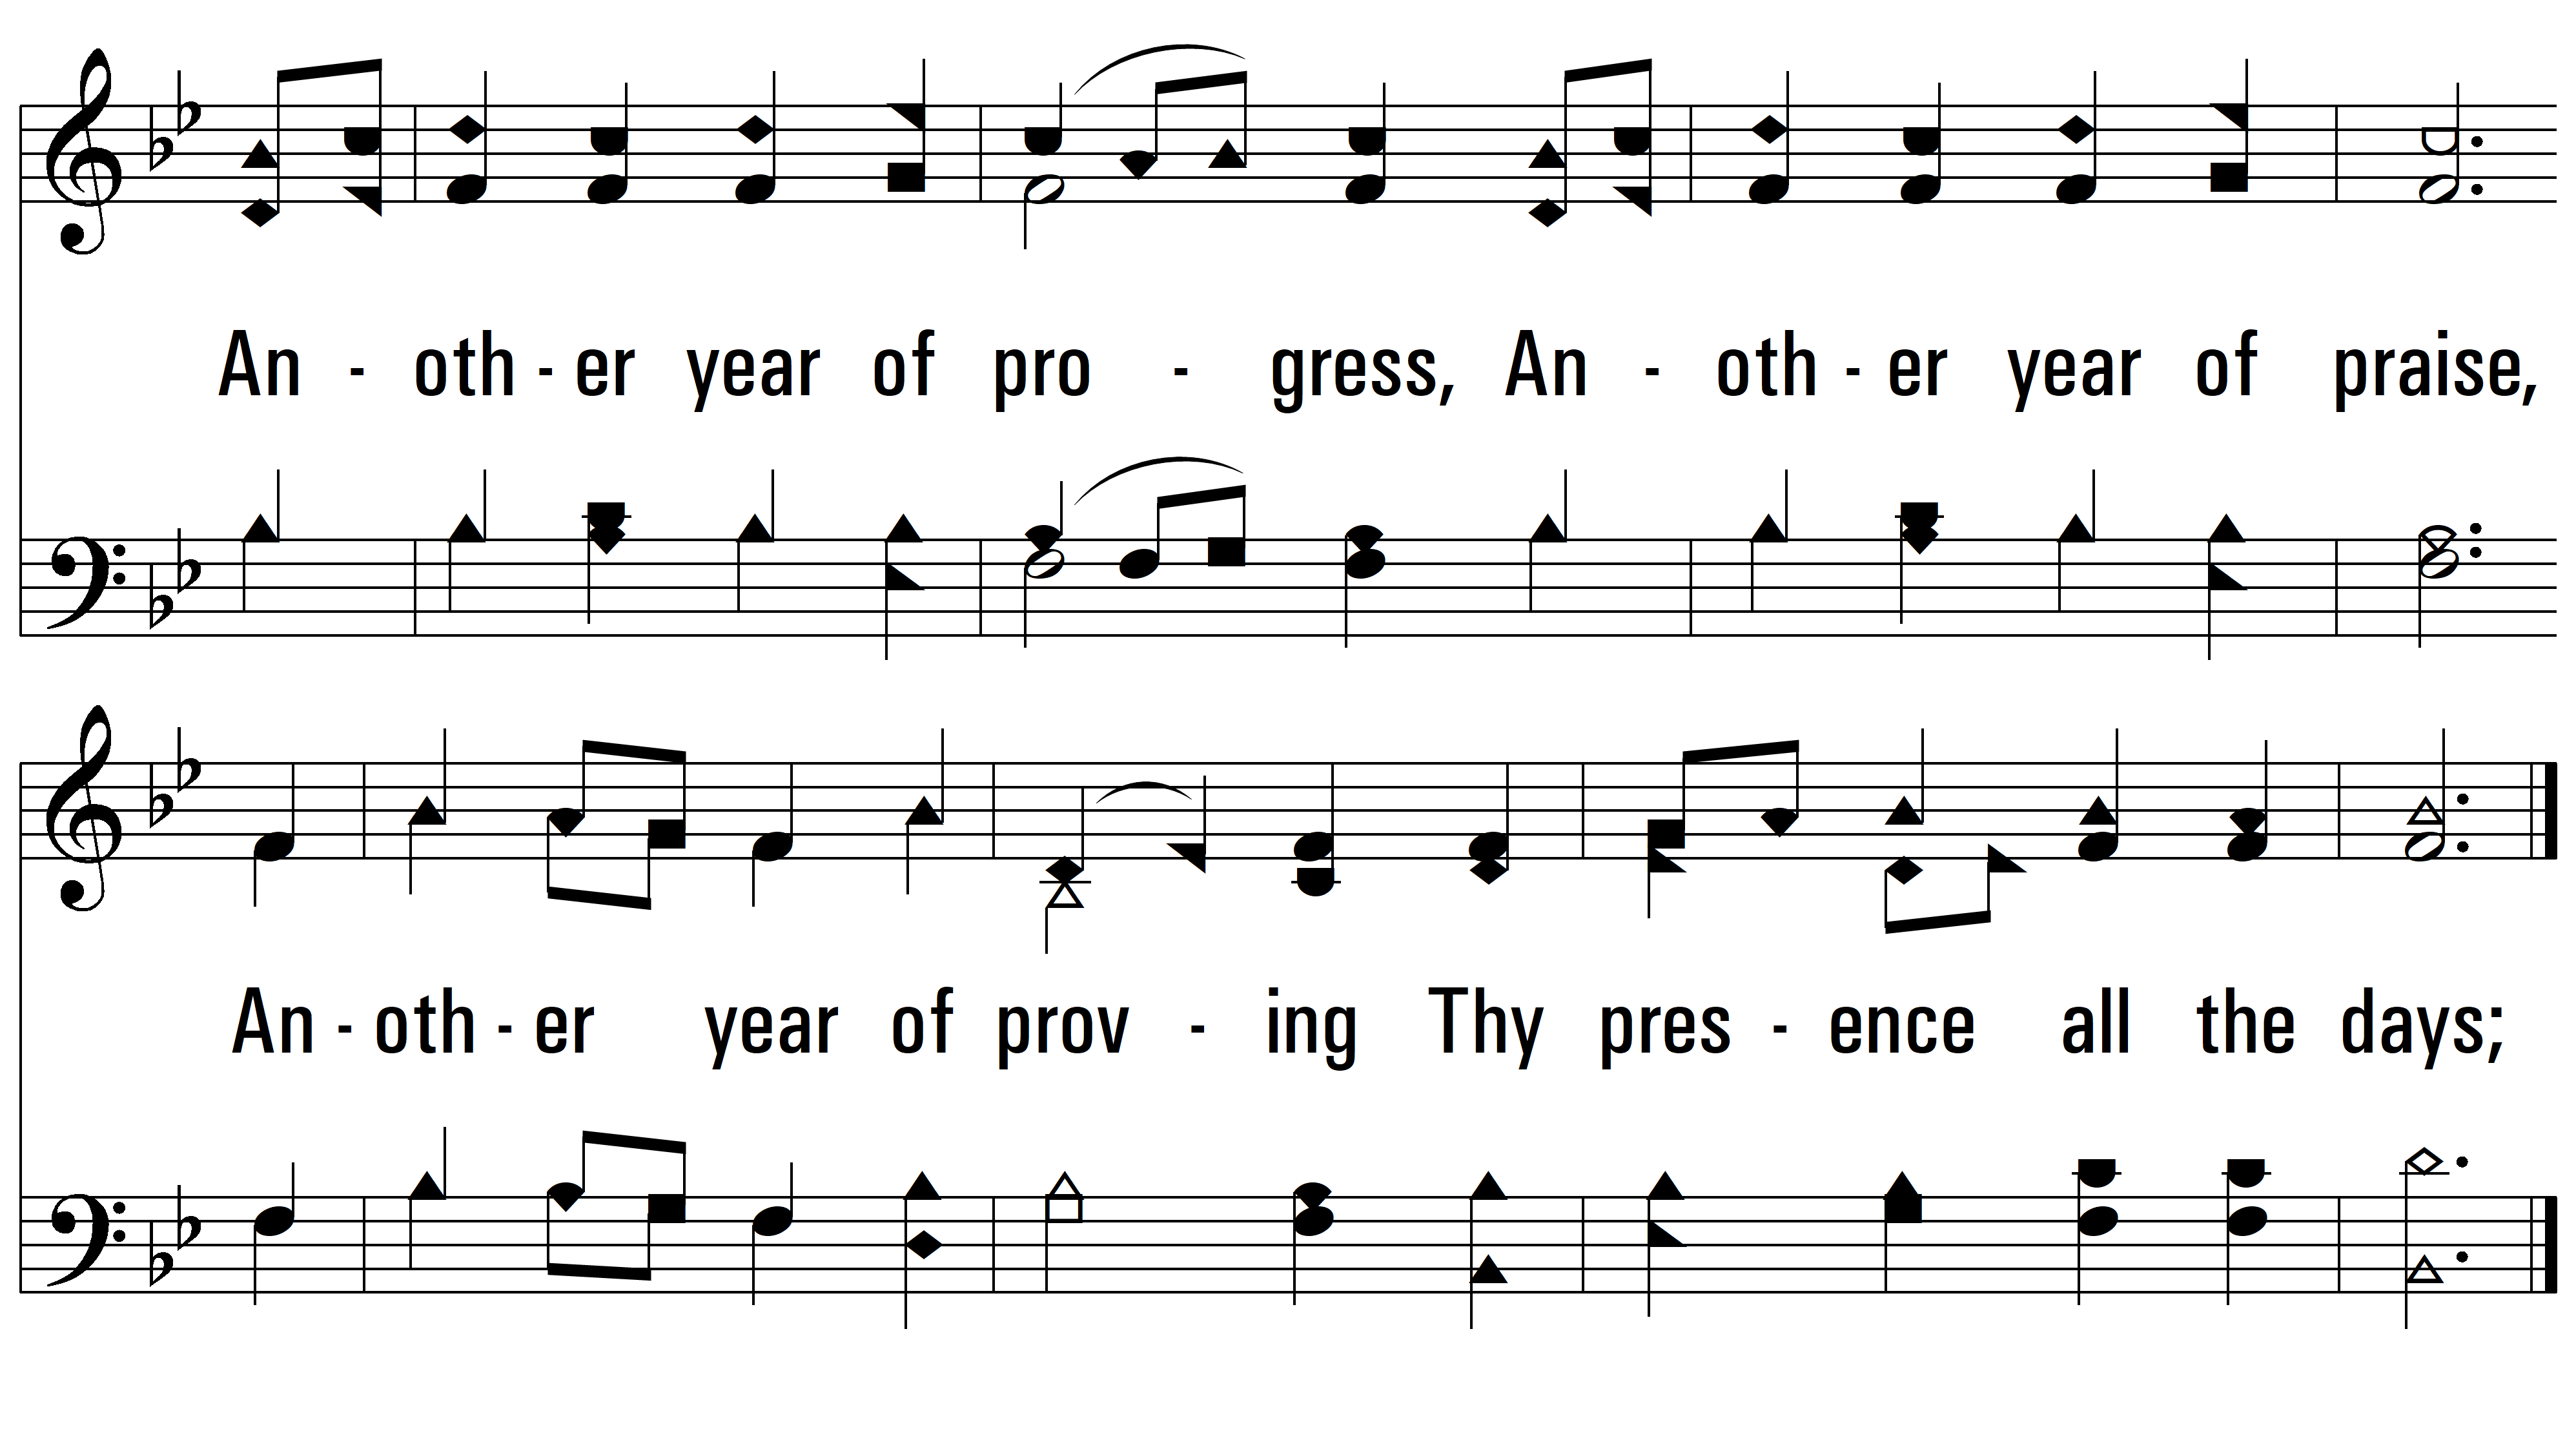 An - oth - er year of pro - gress, An - oth - er year of praise,
An - oth - er year of prov - ing Thy pres - ence all the days;